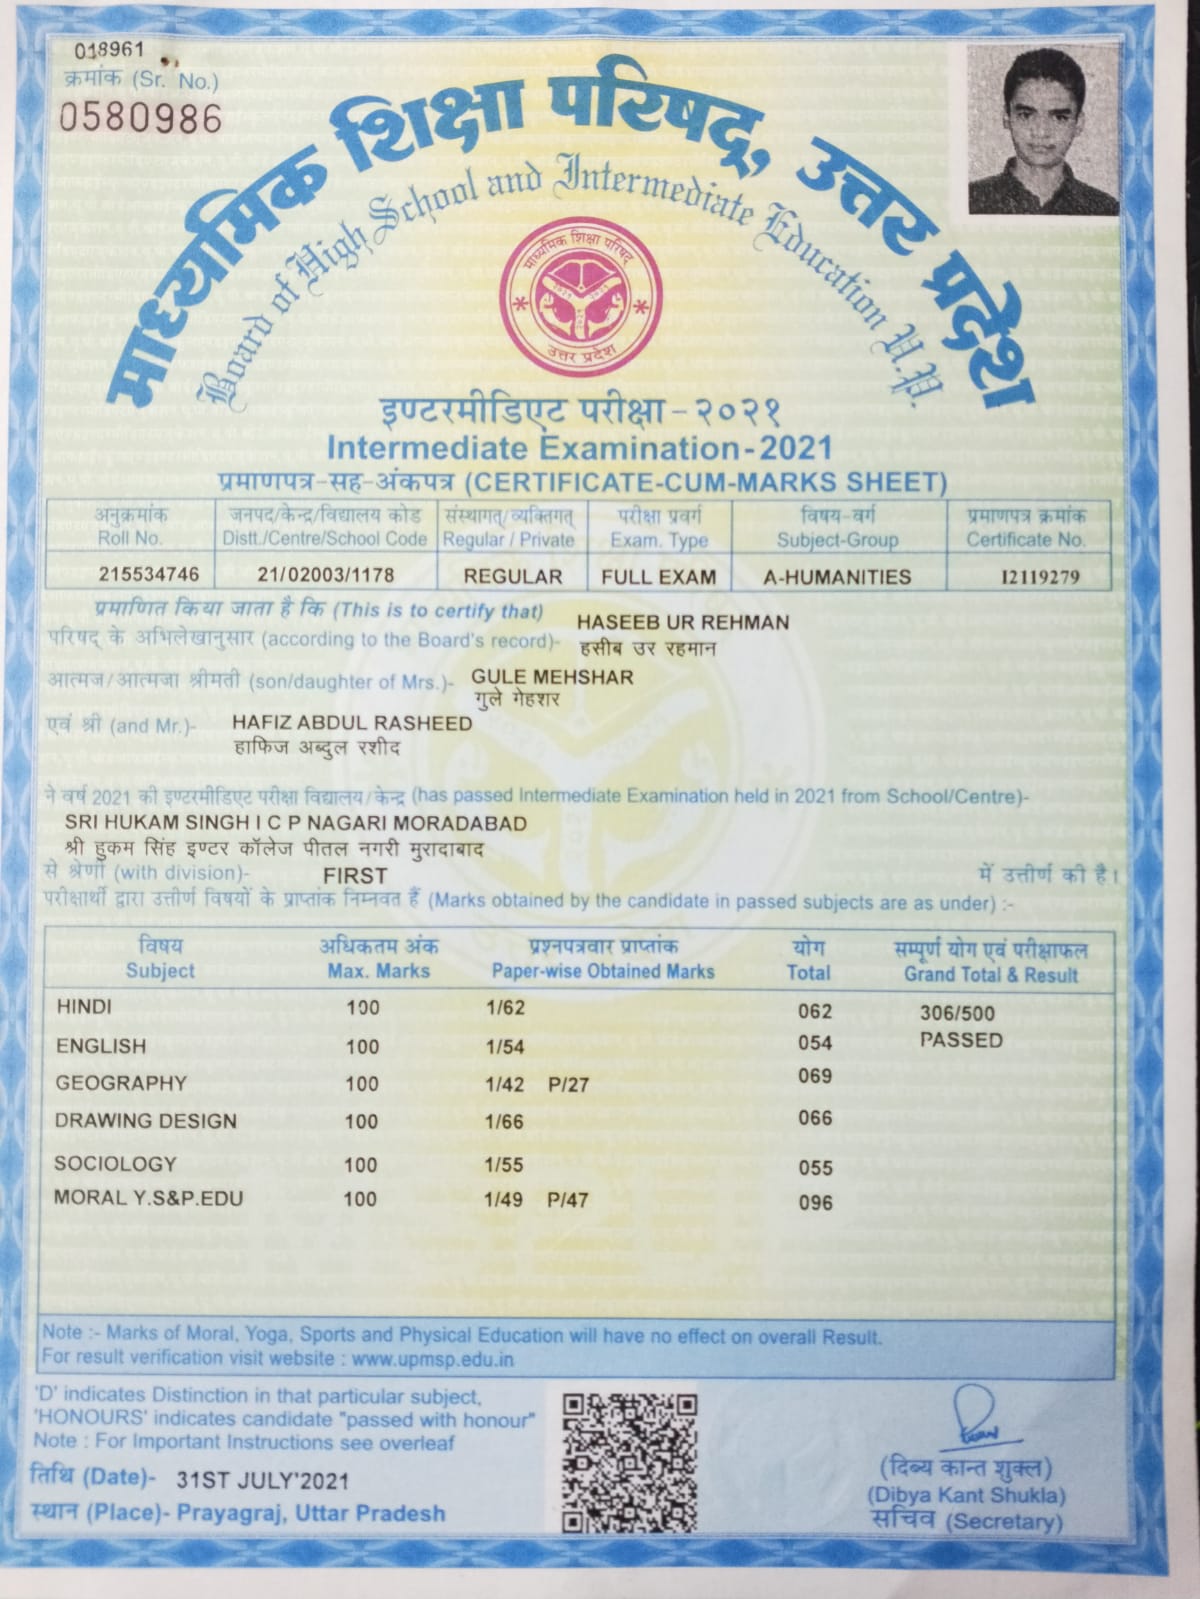 018961
क्रमांक (Sr. No.)
0580986
माध्यमिक शिक्षा परिषद्, उत्तर प्रदेश
Board of High School and Intermediate Education U.P.
माध्यमिक शिक्षा परिषद्
उत्तर प्रदेश
इण्टरमीडिएट परीक्षा-२०२१
Intermediate Examination-2021
प्रमाणपत्र-सह-अंकपत्र (CERTIFICATE-CUM-MARKS SHEET)
अनुक्रमांक जनपद/केन्द्र/विद्यालय कोड संस्थागत्/व्यक्तिगत् परीक्षा प्रवर्ग विषय-वर्ग प्रमाणपत्र क्रमांक
Roll No. Distt./Centre/School Code Regular / Private Exam. Type Subject-Group Certificate No.
215534746 21/02003/1178 REGULAR FULL EXAM A-HUMANITIES I2119279
प्रमाणित किया जाता है कि (This is to certify that) HASEEB UR REHMAN
परिषद् के अभिलेखानुसार (according to the Board's record)- हसीब उर रहमान
आत्मज/आत्मजा श्रीमती (son/daughter of Mrs.)- GULE MEHSHAR
गुले गेहशर
एवं श्री (and Mr.)- HAFIZ ABDUL RASHEED
हाफिज अब्दुल रशीद
ने वर्ष 2021 की इण्टरमीडिएट परीक्षा विद्यालय/केन्द्र (has passed Intermediate Examination held in 2021 from School/Centre)-
SRI HUKAM SINGH I C P NAGARI MORADABAD
श्री हुकम सिंह इण्टर कॉलेज पीतल नगरी मुरादाबाद
से श्रेणी (with division)- FIRST में उत्तीर्ण की है।
परीक्षार्थी द्वारा उत्तीर्ण विषयों के प्राप्तांक निम्नवत हैं (Marks obtained by the candidate in passed subjects are as under) :-
विषय अधिकतम अंक प्रश्नपत्रवार प्राप्तांक योग सम्पूर्ण योग एवं परीक्षाफल
Subject Max. Marks Paper-wise Obtained Marks Total Grand Total & Result
HINDI 100 1/62 062 306/500
ENGLISH 100 1/54 054 PASSED
GEOGRAPHY 100 1/42 P/27 069
DRAWING DESIGN 100 1/66 066
SOCIOLOGY 100 1/55 055
MORAL Y.S&P.EDU 100 1/49 P/47 096
Note :- Marks of Moral, Yoga, Sports and Physical Education will have no effect on overall Result.
For result verification visit website : www.upmsp.edu.in
'D' indicates Distinction in that particular subject,
'HONOURS' indicates candidate "passed with honour"
Note : For Important Instructions see overleaf
तिथि (Date)- 31ST JULY'2021
स्थान (Place)- Prayagraj, Uttar Pradesh
(दिब्य कान्त शुक्ल)
(Dibya Kant Shukla)
सचिव (Secretary)